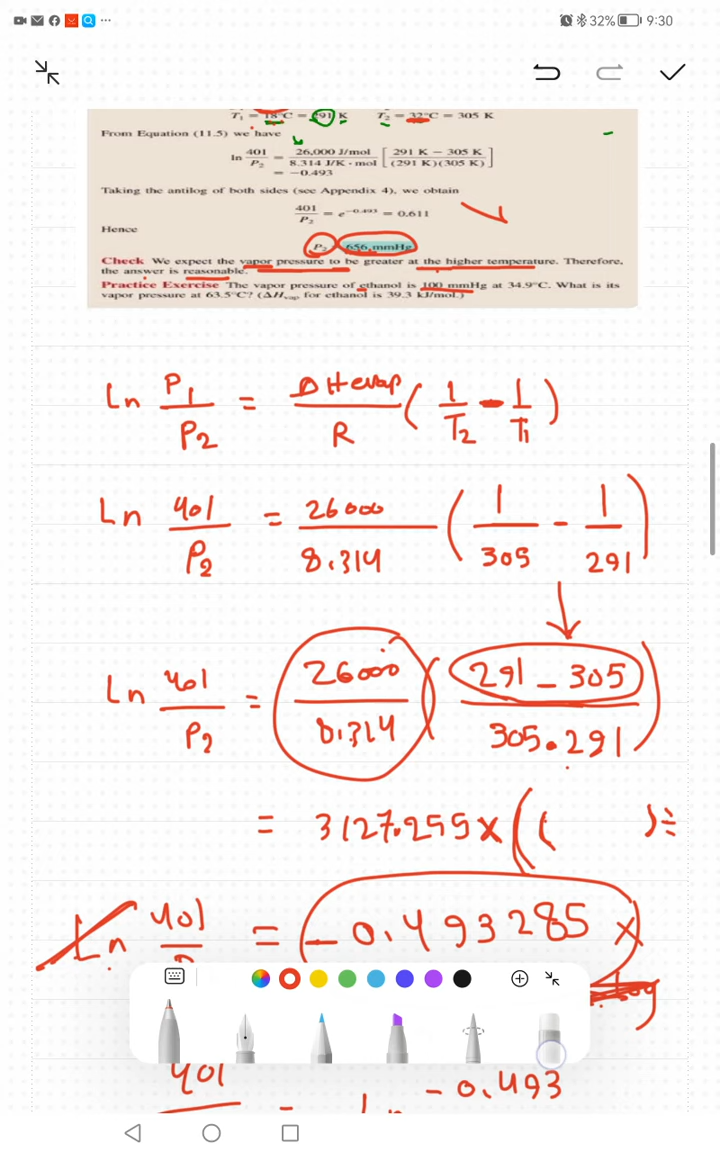 32% 9:30
T₁ = 18°C = 291 K T₂ = 32°C = 305 K
From Equation (11.5) we have
ln 401/P₂ = 26,000 J/mol / 8.314 J/K · mol [291 K − 305 K / (291 K)(305 K)]
= −0.493
Taking the antilog of both sides (see Appendix 4), we obtain
401/P₂ = e^−0.493 = 0.611
Hence
P₂ 656 mmHg
Check We expect the vapor pressure to be greater at the higher temperature. Therefore,
the answer is reasonable.
Practice Exercise The vapor pressure of ethanol is 100 mmHg at 34.9°C. What is its
vapor pressure at 63.5°C? (ΔHvap for ethanol is 39.3 kJ/mol.)
Ln P₁/P₂ = ΔHevap/R (1/T₂ - 1/T₁)
Ln 401/P₂ = 26000/8.314 (1/305 - 1/291)
Ln 401/P₂ = 26000/8.314 (291 - 305/305.291)
= 3127.255 x (( ) ÷
Ln 401 = - 0.493285 x
401 = - 0.493